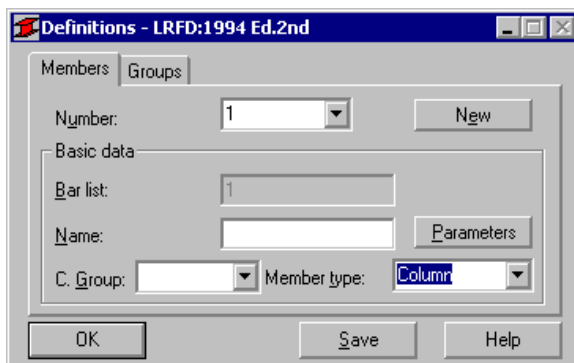 Definitions - LRFD:1994 Ed.2nd
Members Groups
Number: 1 New
Basic data
Bar list: 1
Name: Parameters
C. Group: Member type: Column
OK Save Help